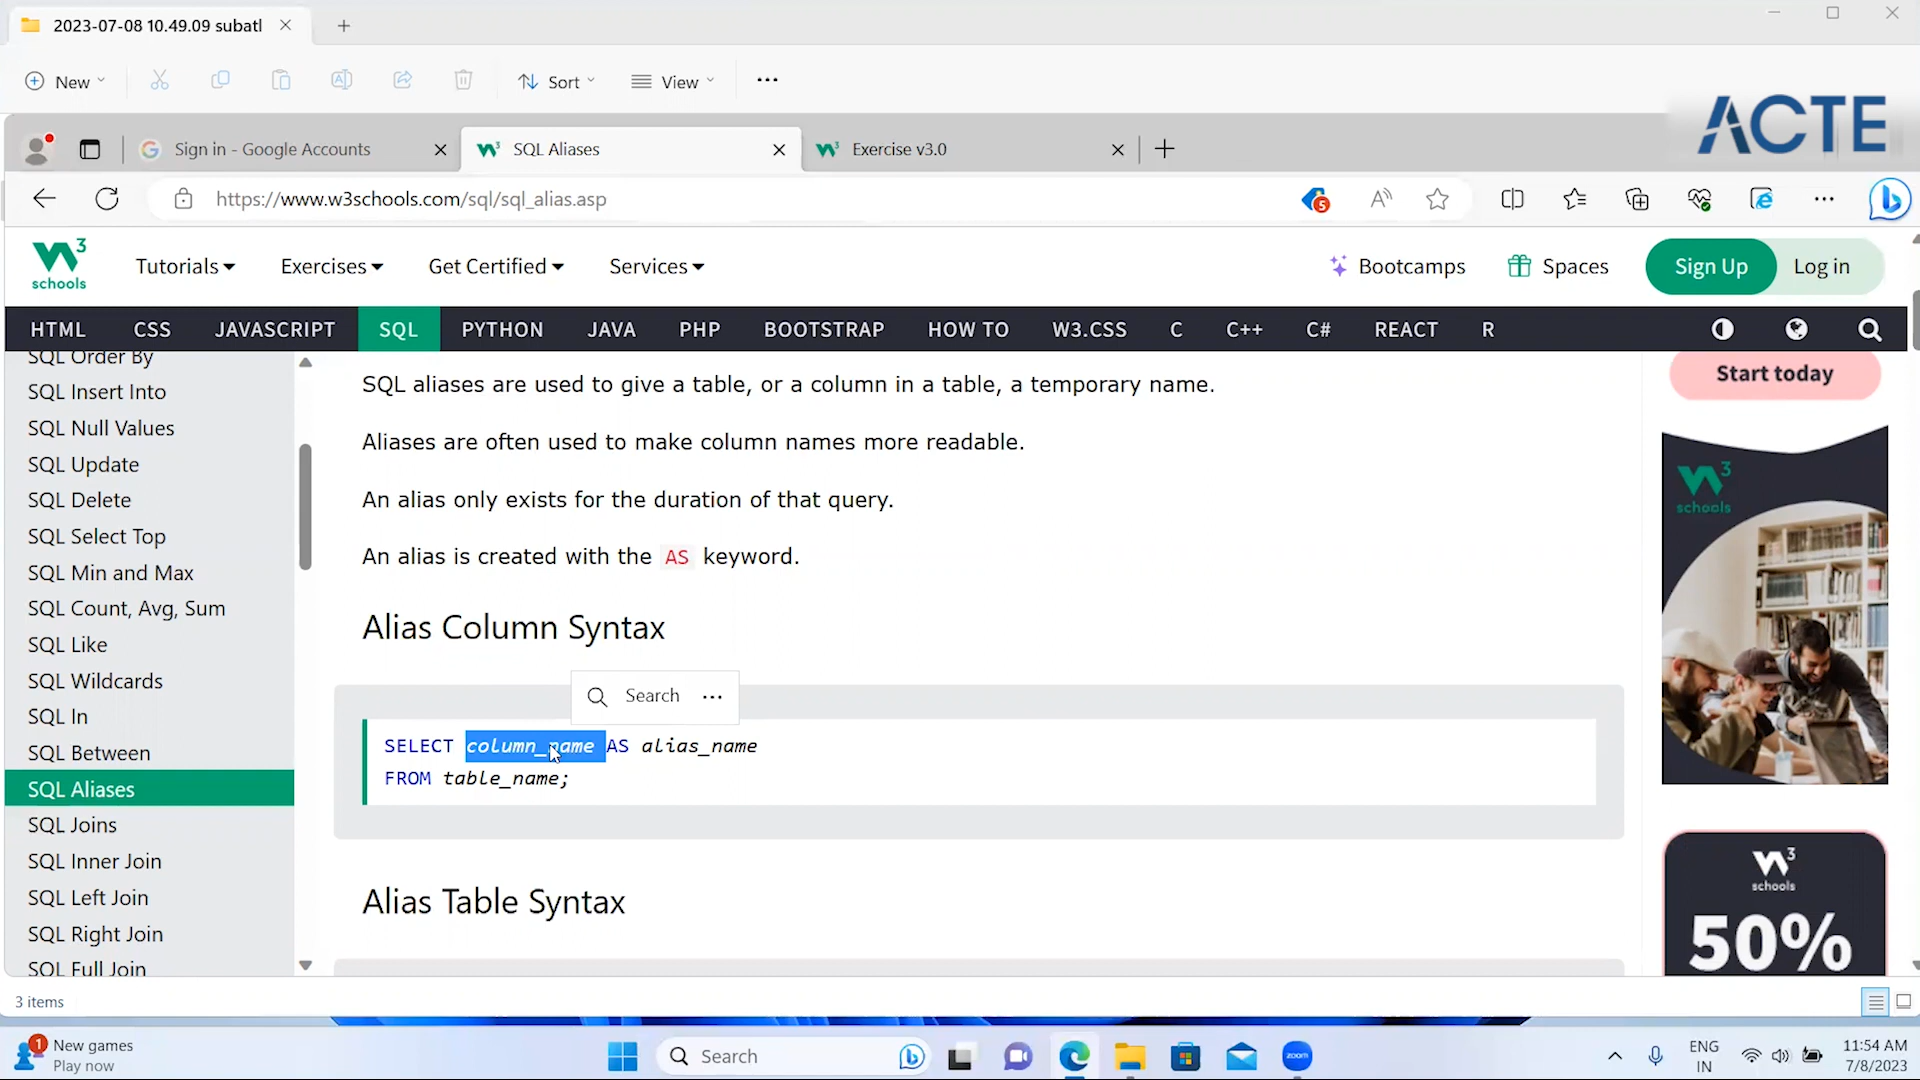 2023-07-08 10.49.09 subatl
New
Sort
View
ACTE
Sign in - Google Accounts
SQL Aliases
Exercise v3.0
https://www.w3schools.com/sql/sql_alias.asp
5
W3
schools
Tutorials
Exercises
Get Certified
Services
Bootcamps
Spaces
Sign Up
Log in
HTML
CSS
JAVASCRIPT
SQL
PYTHON
JAVA
PHP
BOOTSTRAP
HOW TO
W3.CSS
C
C++
C#
REACT
R
SQL Order By
SQL Insert Into
SQL Null Values
SQL Update
SQL Delete
SQL Select Top
SQL Min and Max
SQL Count, Avg, Sum
SQL Like
SQL Wildcards
SQL In
SQL Between
SQL Aliases
SQL Joins
SQL Inner Join
SQL Left Join
SQL Right Join
SQL Full Join
SQL aliases are used to give a table, or a column in a table, a temporary name.
Aliases are often used to make column names more readable.
An alias only exists for the duration of that query.
An alias is created with the AS keyword.
Alias Column Syntax
Search
SELECT column_name AS alias_name
FROM table_name;
Alias Table Syntax
Start today
W3
schools
W3
schools
50%
3 items
1
New games
Play now
Search
zoom
ENG
IN
11:54 AM
7/8/2023